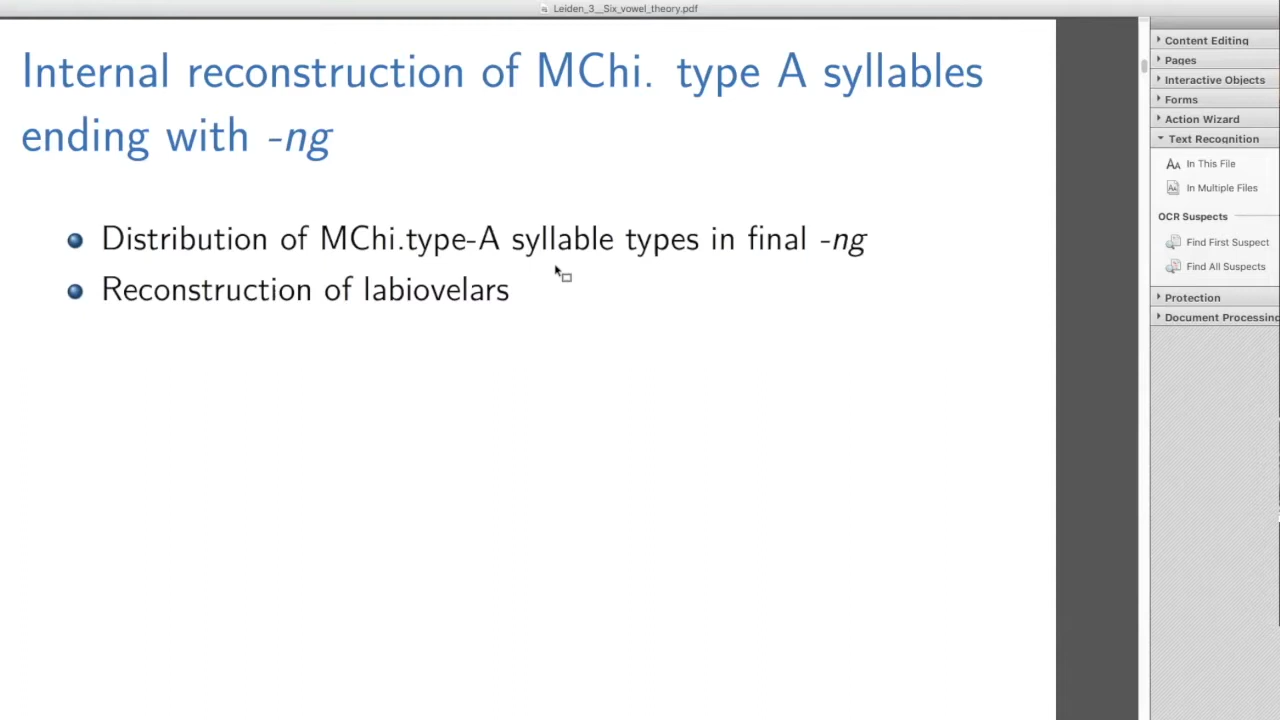 Leiden_3__Six_vowel_theory.pdf
Internal reconstruction of MChi. type A syllables
ending with -ng
Distribution of MChi.type-A syllable types in final -ng
Reconstruction of labiovelars
Content Editing
Pages
Interactive Objects
Forms
Action Wizard
Text Recognition
In This File
In Multiple Files
OCR Suspects
Find First Suspect
Find All Suspects
Protection
Document Processing